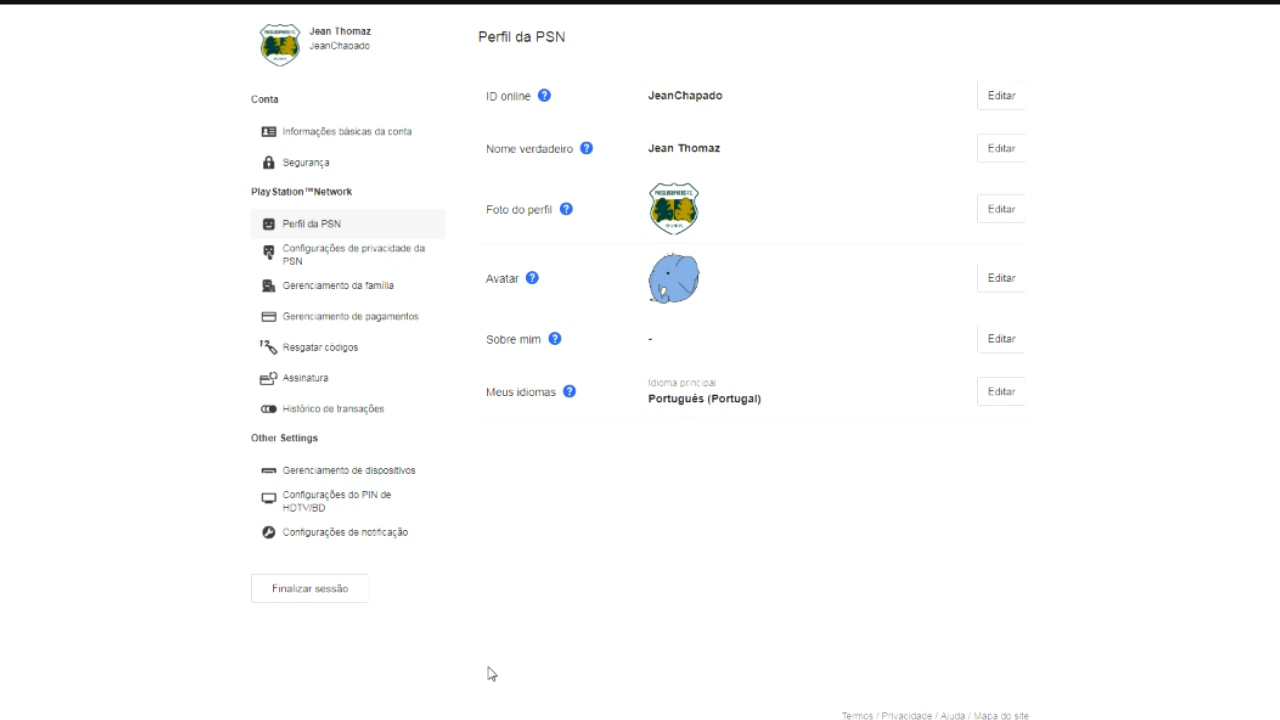 Jean Thomaz
JeanChapado
Conta
Informações básicas da conta
Segurança
PlayStation™Network
Perfil da PSN
Configurações de privacidade da
PSN
Gerenciamento da família
Gerenciamento de pagamentos
Resgatar códigos
Assinatura
Histórico de transações
Other Settings
Gerenciamento de dispositivos
Configurações do PIN de
HDTV/BD
Configurações de notificação
Finalizar sessão
Perfil da PSN
ID online ? JeanChapado Editar
Nome verdadeiro ? Jean Thomaz Editar
Foto do perfil ? Editar
Avatar ? Editar
Sobre mim ? - Editar
Meus idiomas ? Idioma principal
Português (Portugal) Editar
Termos / Privacidade / Ajuda / Mapa do site